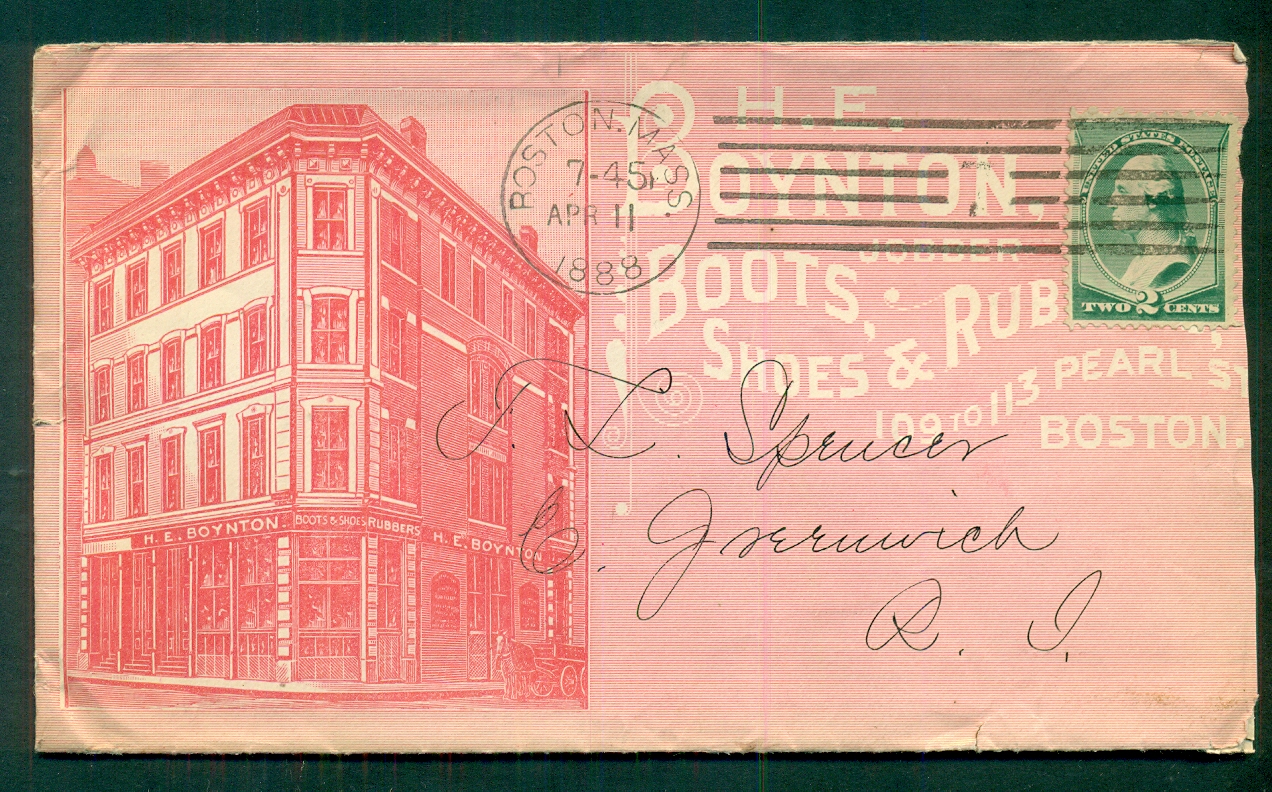 H. E.
BOYNTON,
JOBBER
BOOTS,
SHOES & RUB
109 TO 113 PEARL ST
BOSTON.
BOSTON. MASS.
7-45P
APR 11
1888
UNITED STATES POSTAGE
TWO 2 CENTS
H. E. BOYNTON. BOOTS & SHOES RUBBERS H. E. BOYNTON
T. L. Spencer
E. Greenwich
R. I.